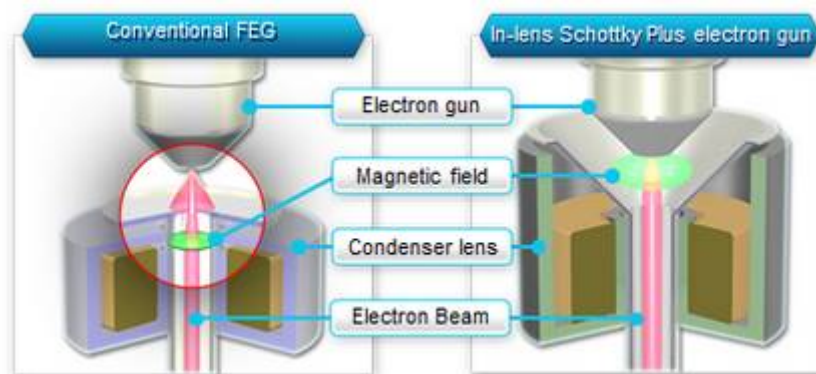 Conventional FEG
In-lens Schottky Plus electron gun
Electron gun
Magnetic field
Condenser lens
Electron Beam